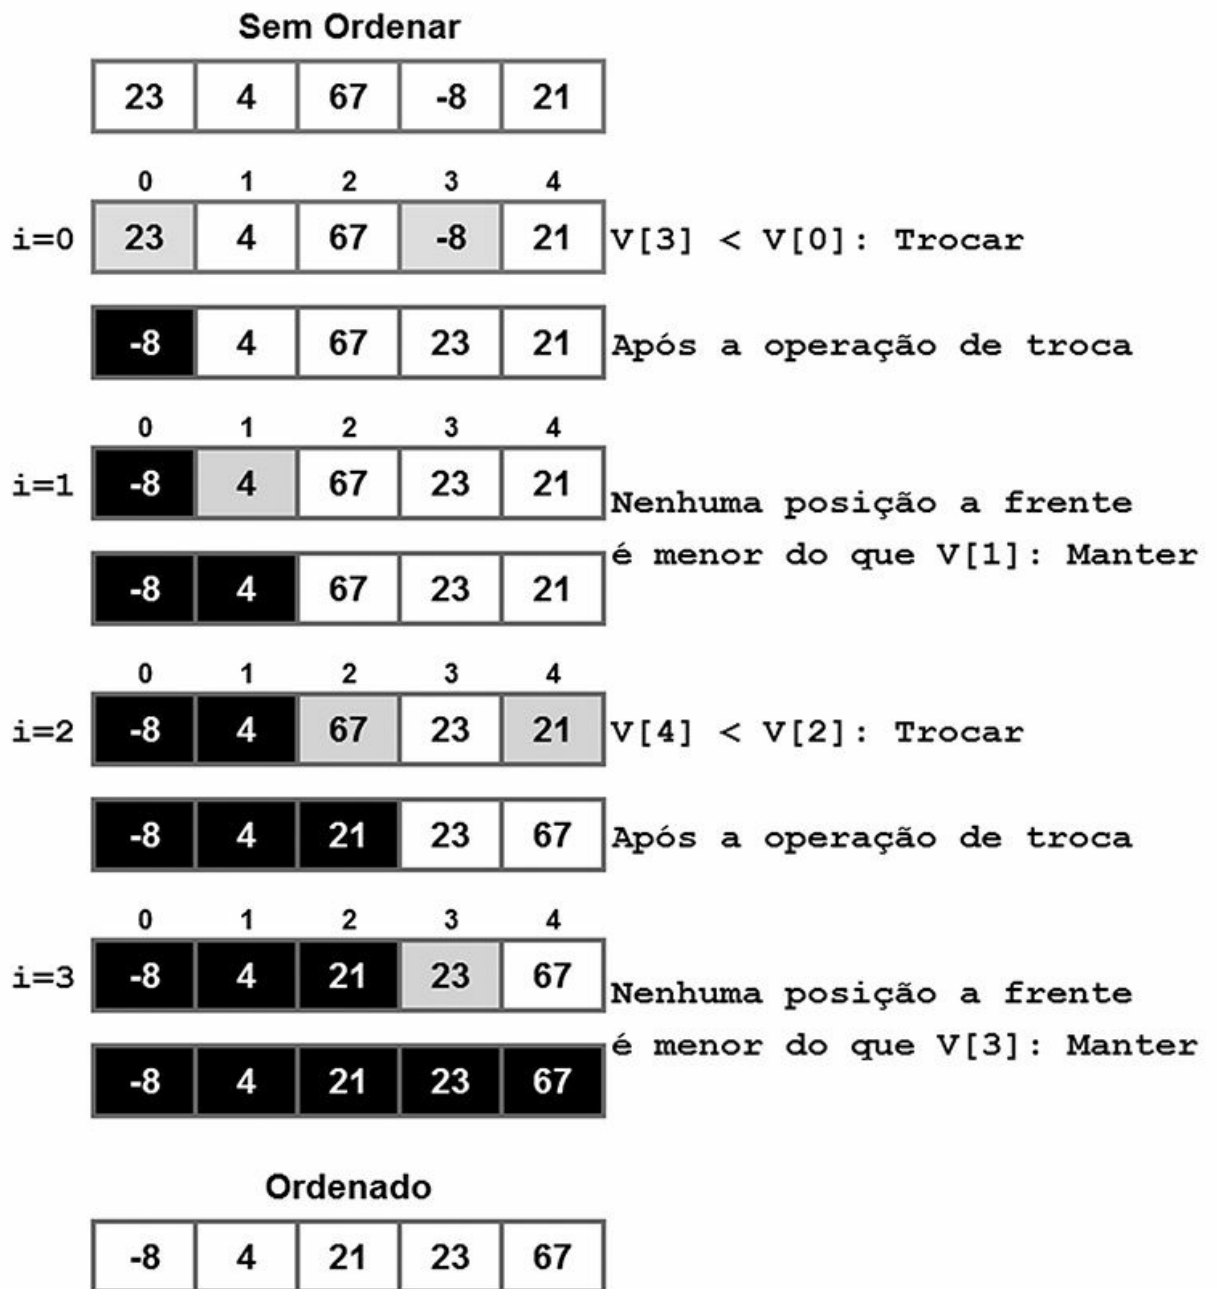 Sem Ordenar
23 4 67 -8 21
0 1 2 3 4
i=0 23 4 67 -8 21 V[3] < V[0]: Trocar
-8 4 67 23 21 Após a operação de troca
0 1 2 3 4
i=1 -8 4 67 23 21
Nenhuma posição a frente
é menor do que V[1]: Manter
-8 4 67 23 21
0 1 2 3 4
i=2 -8 4 67 23 21 V[4] < V[2]: Trocar
-8 4 21 23 67 Após a operação de troca
0 1 2 3 4
i=3 -8 4 21 23 67
Nenhuma posição a frente
é menor do que V[3]: Manter
-8 4 21 23 67
Ordenado
-8 4 21 23 67